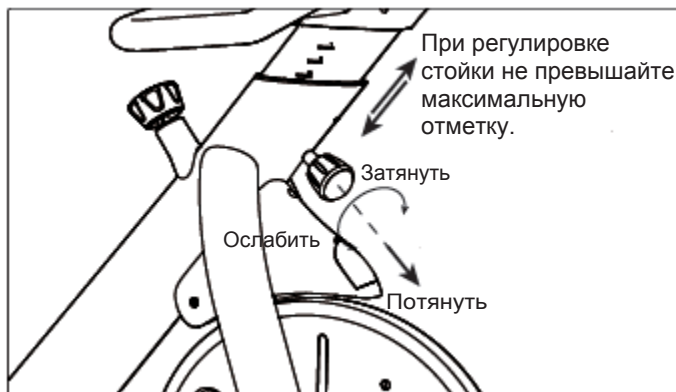 При регулировке
стойки не превышайте
максимальную
отметку.
Затянуть
Ослабить
Потянуть